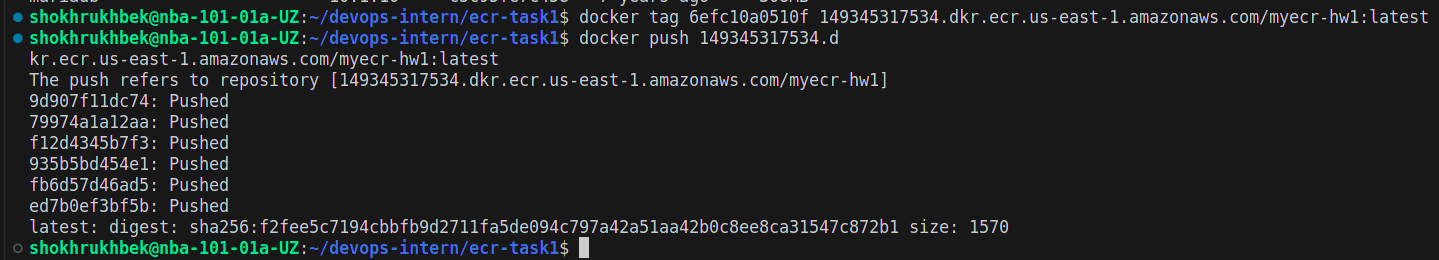 shokhrukhbek@nba-101-01a-UZ:~/devops-intern/ecr-task1$ docker tag 6efc10a0510f 149345317534.dkr.ecr.us-east-1.amazonaws.com/myecr-hw1:latest
shokhrukhbek@nba-101-01a-UZ:~/devops-intern/ecr-task1$ docker push 149345317534.d
kr.ecr.us-east-1.amazonaws.com/myecr-hw1:latest
The push refers to repository [149345317534.dkr.ecr.us-east-1.amazonaws.com/myecr-hw1]
9d907f11dc74: Pushed
79974a1a12aa: Pushed
f12d4345b7f3: Pushed
935b5bd454e1: Pushed
fb6d57d46ad5: Pushed
ed7b0ef3bf5b: Pushed
latest: digest: sha256:f2fee5c7194cbbfb9d2711fa5de094c797a42a51aa42b0c8ee8ca31547c872b1 size: 1570
shokhrukhbek@nba-101-01a-UZ:~/devops-intern/ecr-task1$